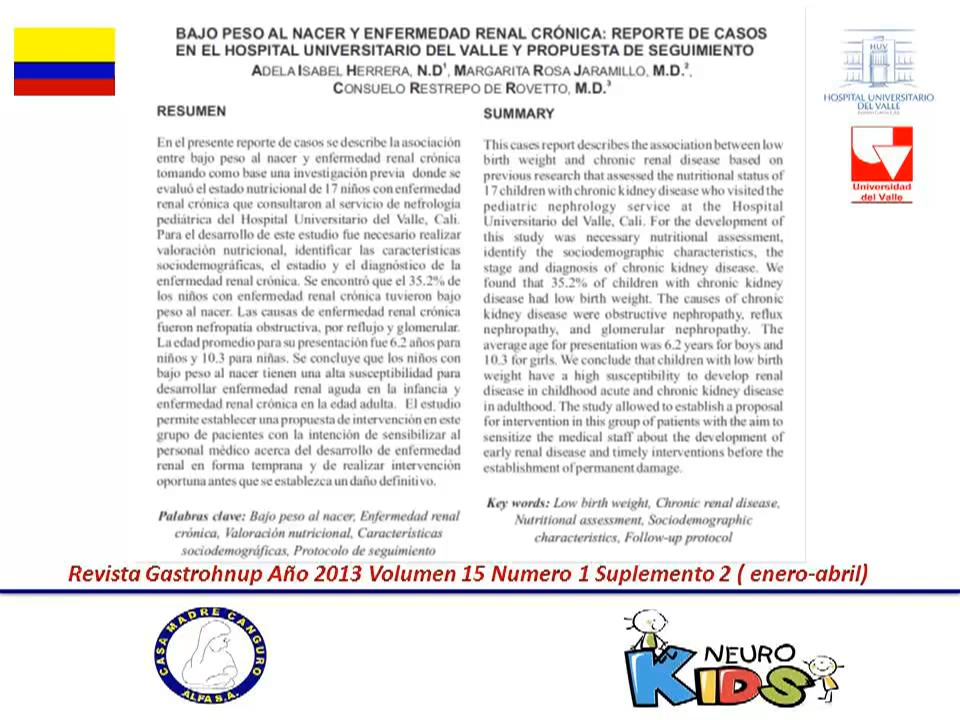 BAJO PESO AL NACER Y ENFERMEDAD RENAL CRÓNICA: REPORTE DE CASOS
EN EL HOSPITAL UNIVERSITARIO DEL VALLE Y PROPUESTA DE SEGUIMIENTO
ADELA ISABEL HERRERA, N.D¹, MARGARITA ROSA JARAMILLO, M.D.²,
CONSUELO RESTREPO DE ROVETTO, M.D.³
RESUMEN
En el presente reporte de casos se describe la asociación
entre bajo peso al nacer y enfermedad renal crónica
tomando como base una investigación previa donde se
evaluó el estado nutricional de 17 niños con enfermedad
renal crónica que consultaron al servicio de nefrología
pediátrica del Hospital Universitario del Valle, Cali.
Para el desarrollo de este estudio fue necesario realizar
valoración nutricional, identificar las características
sociodemográficas, el estadio y el diagnóstico de la
enfermedad renal crónica. Se encontró que el 35.2% de
los niños con enfermedad renal crónica tuvieron bajo
peso al nacer. Las causas de enfermedad renal crónica
fueron nefropatía obstructiva, por reflujo y glomerular.
La edad promedio para su presentación fue 6.2 años para
niños y 10.3 para niñas. Se concluye que los niños con
bajo peso al nacer tienen una alta susceptibilidad para
desarrollar enfermedad renal aguda en la infancia y
enfermedad renal crónica en la edad adulta. El estudio
permite establecer una propuesta de intervención en este
grupo de pacientes con la intención de sensibilizar al
personal médico acerca del desarrollo de enfermedad
renal en forma temprana y de realizar intervención
oportuna antes que se establezca un daño definitivo.
Palabras clave: Bajo peso al nacer, Enfermedad renal
crónica, Valoración nutricional, Características
sociodemográficas, Protocolo de seguimiento
SUMMARY
This cases report describes the association between low
birth weight and chronic renal disease based on
previous research that assessed the nutritional status of
17 children with chronic kidney disease who visited the
pediatric nephrology service at the Hospital
Universitario del Valle, Cali. For the development of
this study was necessary nutritional assessment,
identify the sociodemographic characteristics, the
stage and diagnosis of chronic kidney disease. We
found that 35.2% of children with chronic kidney
disease had low birth weight. The causes of chronic
kidney disease were obstructive nephropathy, reflux
nephropathy, and glomerular nephropathy. The
average age for presentation was 6.2 years for boys and
10.3 for girls. We conclude that children with low birth
weight have a high susceptibility to develop renal
disease in childhood acute and chronic kidney disease
in adulthood. The study allowed to establish a proposal
for intervention in this group of patients with the aim to
sensitize the medical staff about the development of
early renal disease and timely interventions before the
establishment of permanent damage.
Key words: Low birth weight, Chronic renal disease,
Nutritional assessment, Sociodemographic
characteristics, Follow-up protocol
HUV
HOSPITAL UNIVERSITARIO
DEL VALLE
Universidad
del Valle
Revista Gastrohnup Año 2013 Volumen 15 Numero 1 Suplemento 2 ( enero-abril)
CASA MADRE CANGURO
ALFA S.A.
NEURO
KIDS